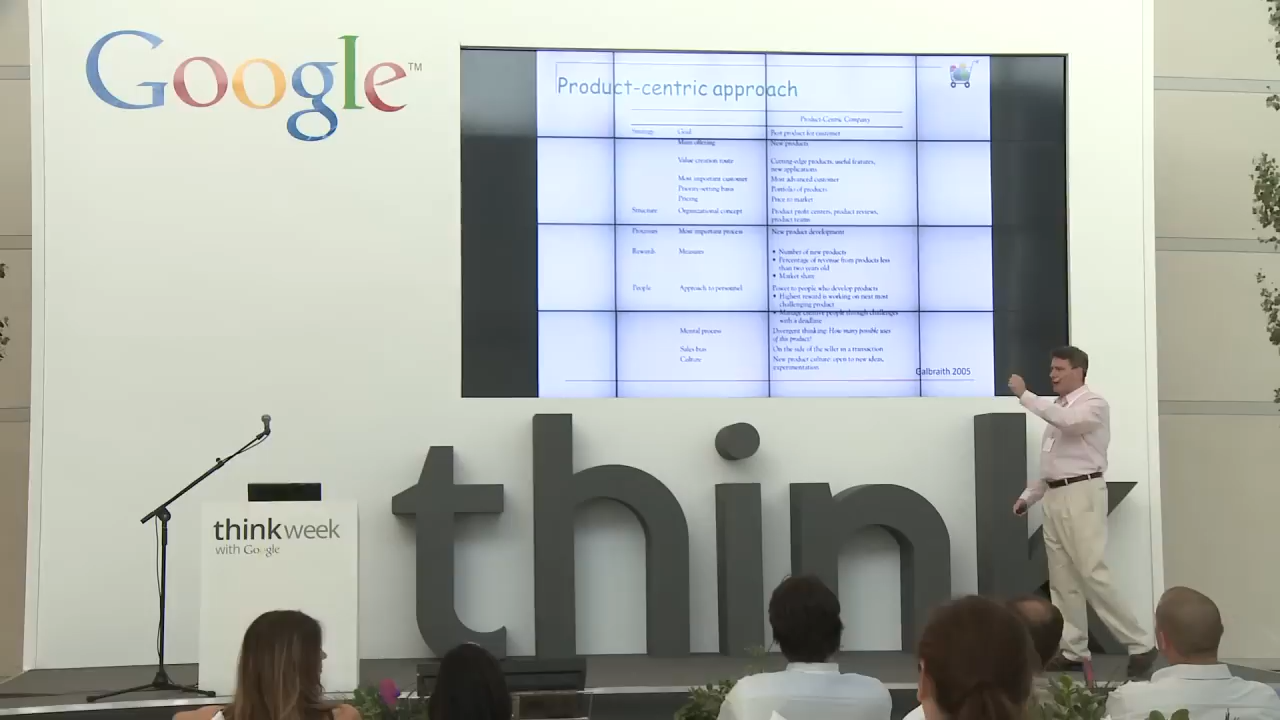 Google™
Product-centric approach
Product-Centric Company
Strategy Goal Best product for customer
Main offering New products
Value creation route Cutting-edge products, useful features,
new applications
Most important customer Most advanced customer
Priority setting basis Portfolio of products
Pricing Price to market
Structure Organizational concept Product profit centers, product reviews,
product teams
Processes Most important process New product development
Rewards Measures • Number of new products
• Percentage of revenue from products less
than two years old
• Market share
People Approach to personnel Power to people who develop products
• Highest reward is working on next most
challenging product
• Manage creative people through challenges
with a deadline
Mental process Divergent thinking: How many possible uses
of this product?
Sales bias On the side of the seller in a transaction
Culture New product culture: open to new ideas,
experimentation
Galbraith 2005
think
thinkweek
with Google